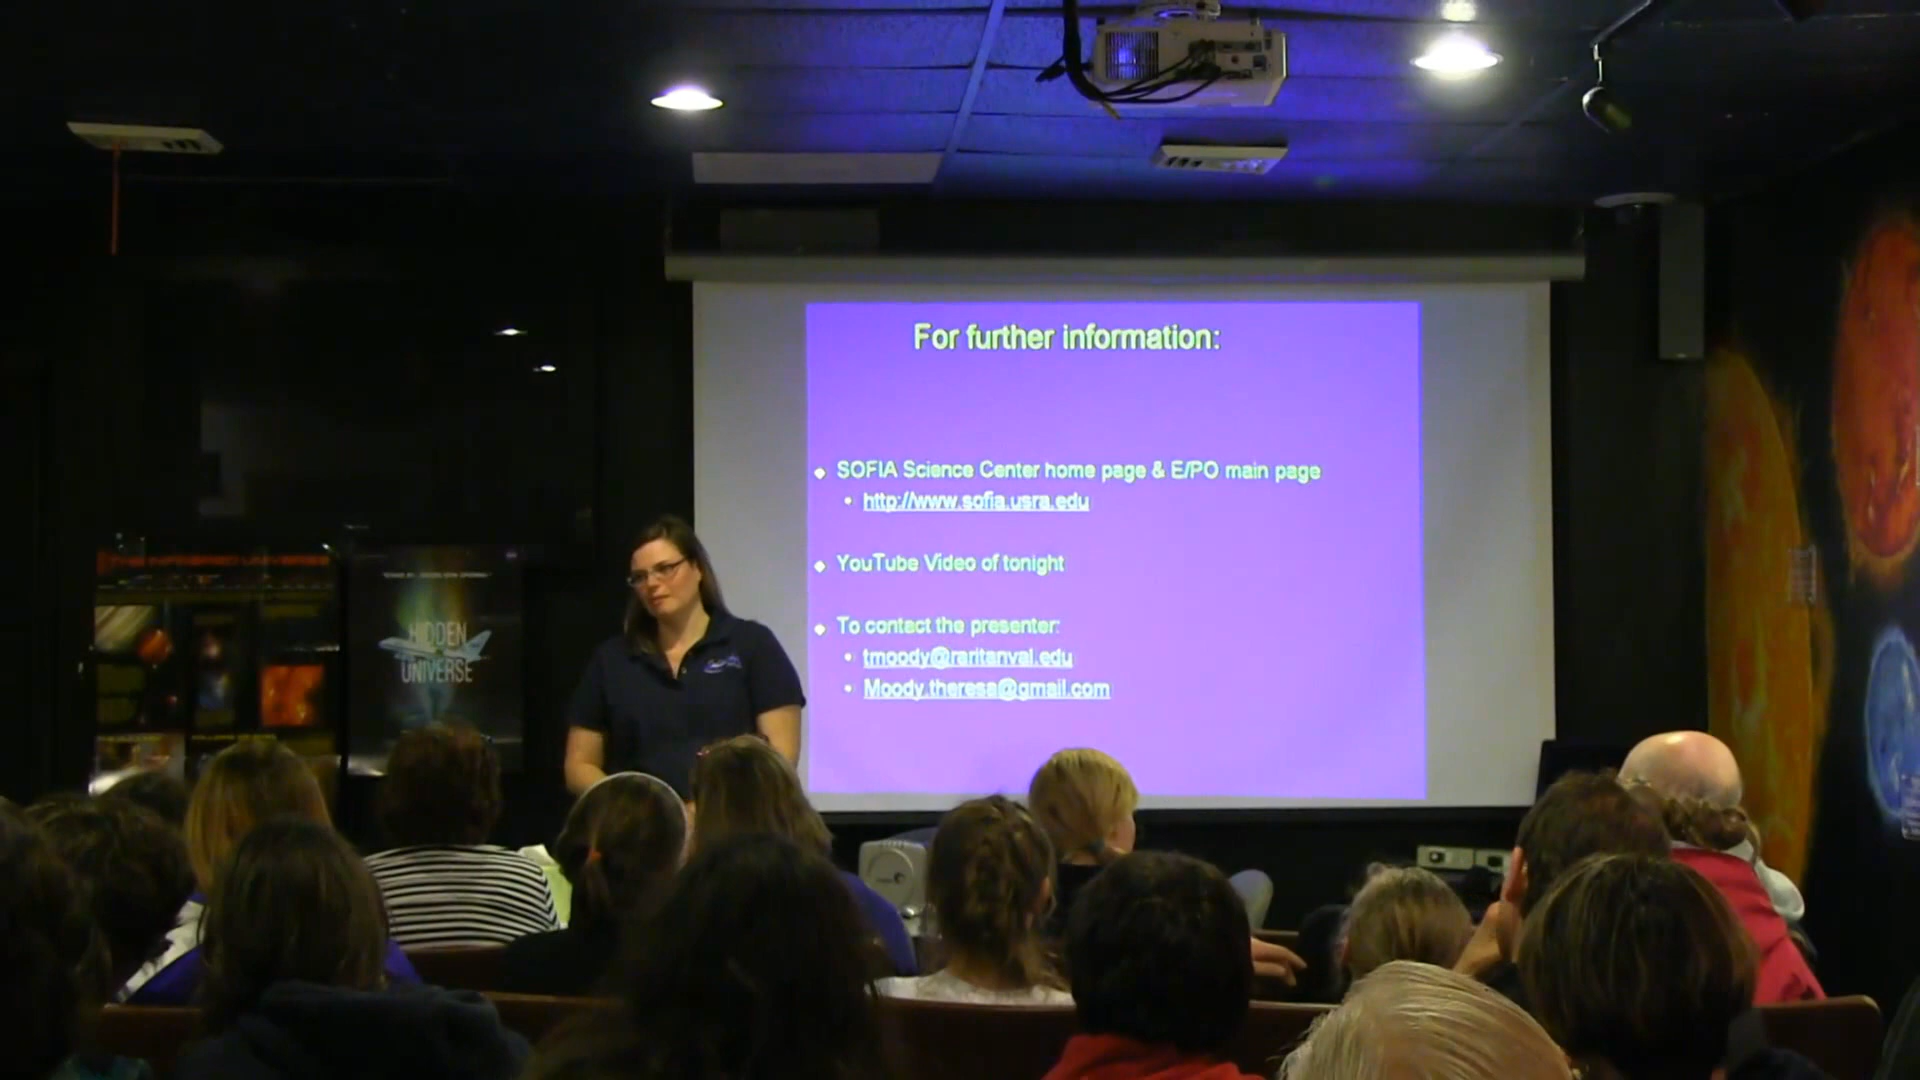 For further information:
SOFIA Science Center home page & E/PO main page
http://www.sofia.usra.edu
YouTube Video of tonight
To contact the presenter:
tmoody@raritanval.edu
Moody.theresa@gmail.com
HIDDEN
UNIVERSE